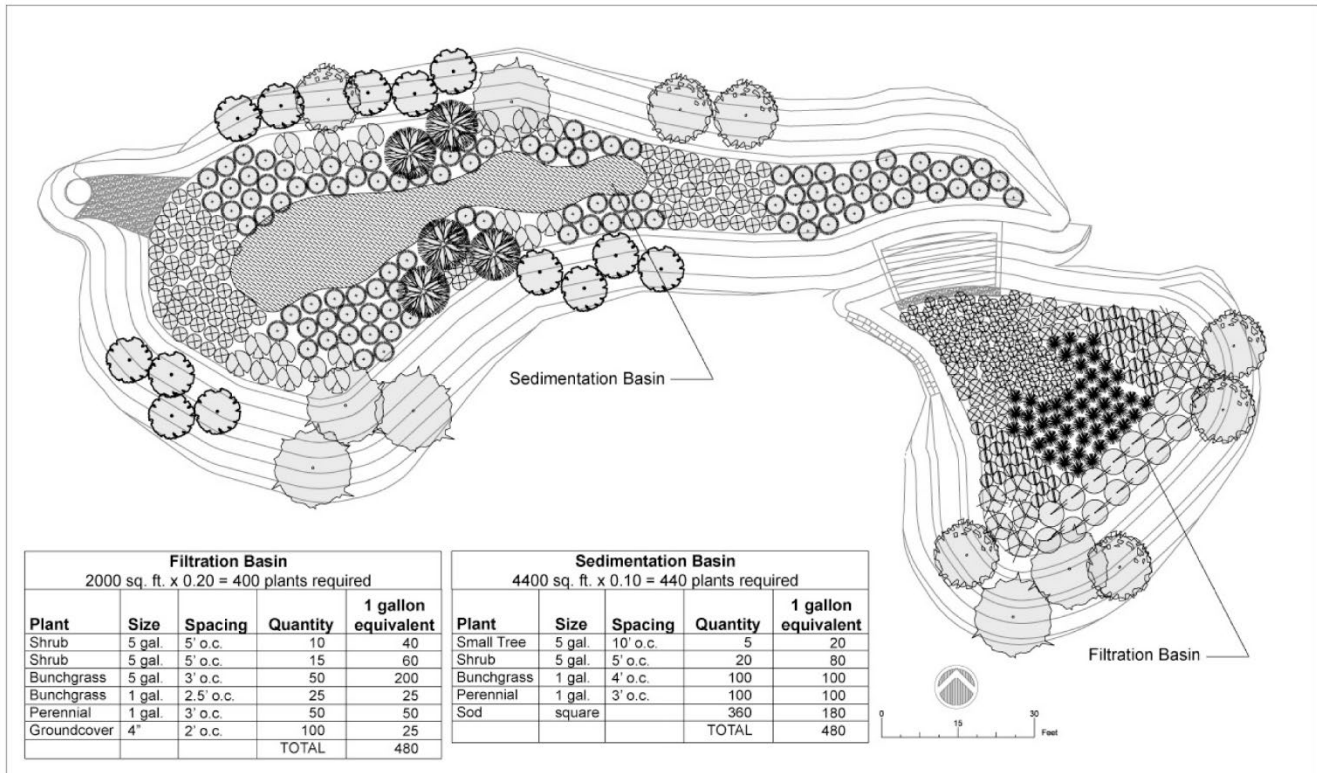 Sedimentation Basin
Filtration Basin
Filtration Basin
2000 sq. ft. x 0.20 = 400 plants required
Plant Size Spacing Quantity 1 gallon equivalent
Shrub 5 gal. 5' o.c. 10 40
Shrub 5 gal. 5' o.c. 15 60
Bunchgrass 5 gal. 3' o.c. 50 200
Bunchgrass 1 gal. 2.5' o.c. 25 25
Perennial 1 gal. 3' o.c. 50 50
Groundcover 4" 2' o.c. 100 25
TOTAL 480
Sedimentation Basin
4400 sq. ft. x 0.10 = 440 plants required
Plant Size Spacing Quantity 1 gallon equivalent
Small Tree 5 gal. 10' o.c. 5 20
Shrub 5 gal. 5' o.c. 20 80
Bunchgrass 1 gal. 4' o.c. 100 100
Perennial 1 gal. 3' o.c. 100 100
Sod square 360 180
TOTAL 480
0 15 30
Feet